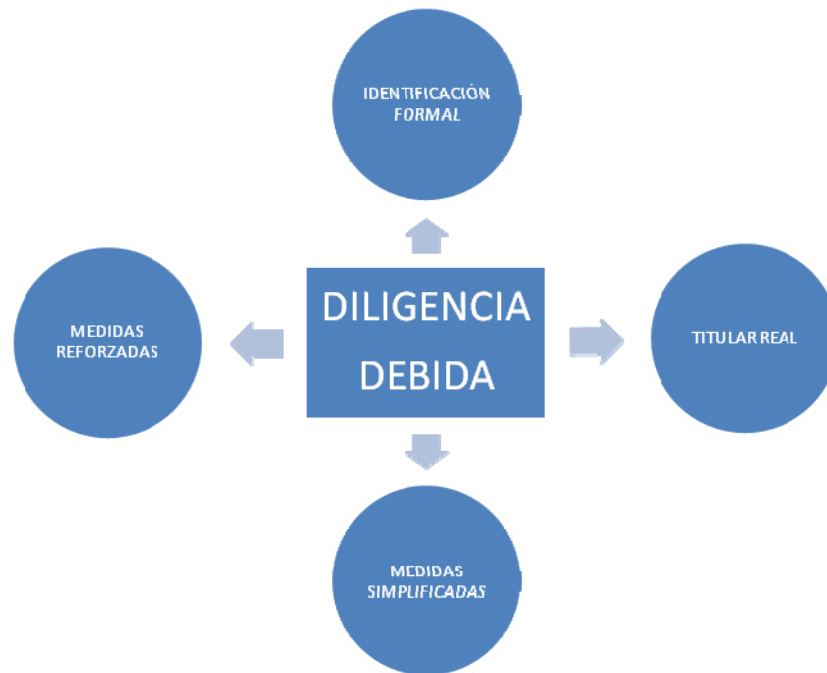 IDENTIFICACIÓN
FORMAL
MEDIDAS
REFORZADAS
DILIGENCIA
DEBIDA
TITULAR REAL
MEDIDAS
SIMPLIFICADAS